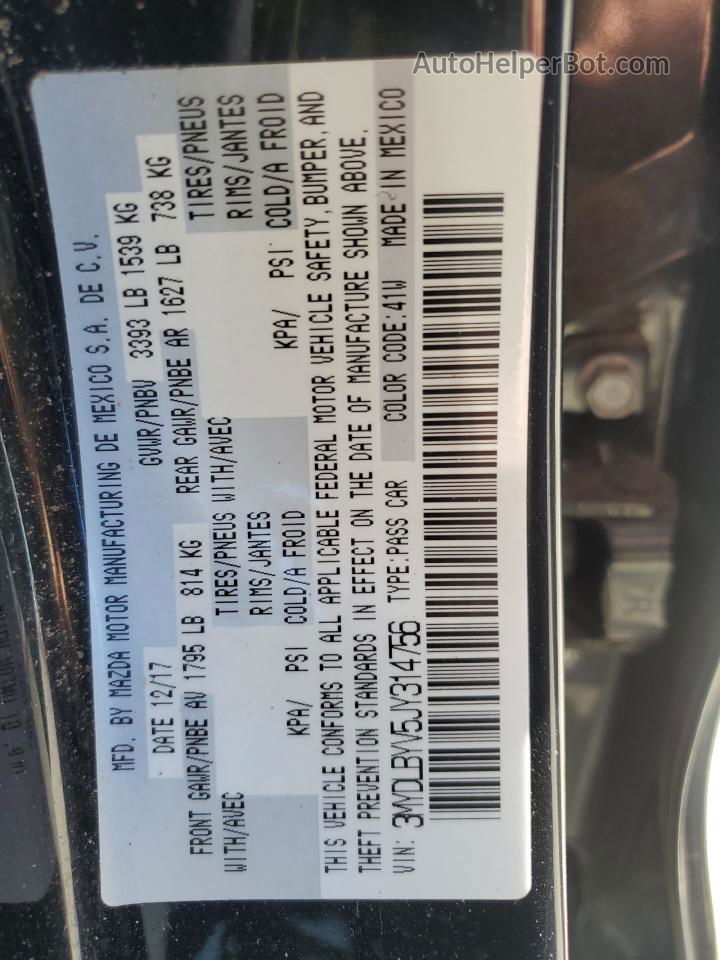 AutoHelperBot.com
MFD. BY MAZDA MOTOR MANUFACTURING DE MEXICO S.A. DE C.V.
DATE 12/17 GVWR/PNBV 3393 LB 1539 KG
FRONT GAWR/PNBE AV 1795 LB 814 KG REAR GAWR/PNBE AR 1627 LB 738 KG
WITH/AVEC TIRES/PNEUS WITH/AVEC TIRES/PNEUS
RIMS/JANTES RIMS/JANTES
KPA/ PSI COLD/A FROID KPA/ PSI COLD/A FROID
THIS VEHICLE CONFORMS TO ALL APPLICABLE FEDERAL MOTOR VEHICLE SAFETY, BUMPER, AND
THEFT PREVENTION STANDARDS IN EFFECT ON THE DATE OF MANUFACTURE SHOWN ABOVE.
VIN: 3MYDLBYV5JY314756 TYPE: PASS CAR COLOR CODE: 41W MADE IN MEXICO